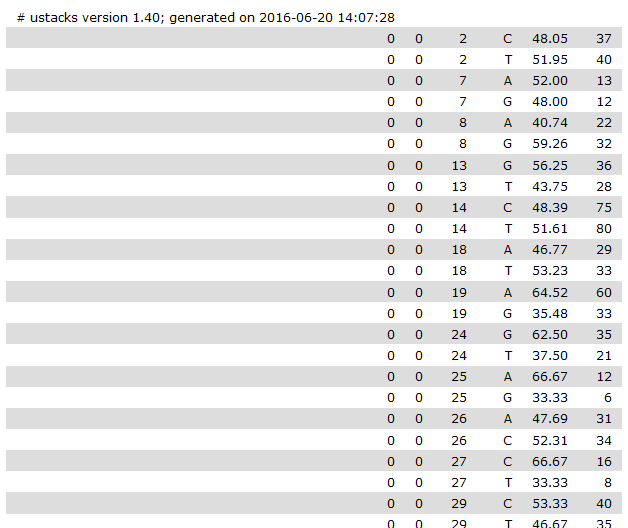 # ustacks version 1.40; generated on 2016-06-20 14:07:28
0 0 2 C 48.05 37
0 0 2 T 51.95 40
0 0 7 A 52.00 13
0 0 7 G 48.00 12
0 0 8 A 40.74 22
0 0 8 G 59.26 32
0 0 13 G 56.25 36
0 0 13 T 43.75 28
0 0 14 C 48.39 75
0 0 14 T 51.61 80
0 0 18 A 46.77 29
0 0 18 T 53.23 33
0 0 19 A 64.52 60
0 0 19 G 35.48 33
0 0 24 G 62.50 35
0 0 24 T 37.50 21
0 0 25 A 66.67 12
0 0 25 G 33.33 6
0 0 26 A 47.69 31
0 0 26 C 52.31 34
0 0 27 C 66.67 16
0 0 27 T 33.33 8
0 0 29 C 53.33 40
0 0 29 T 46.67 35